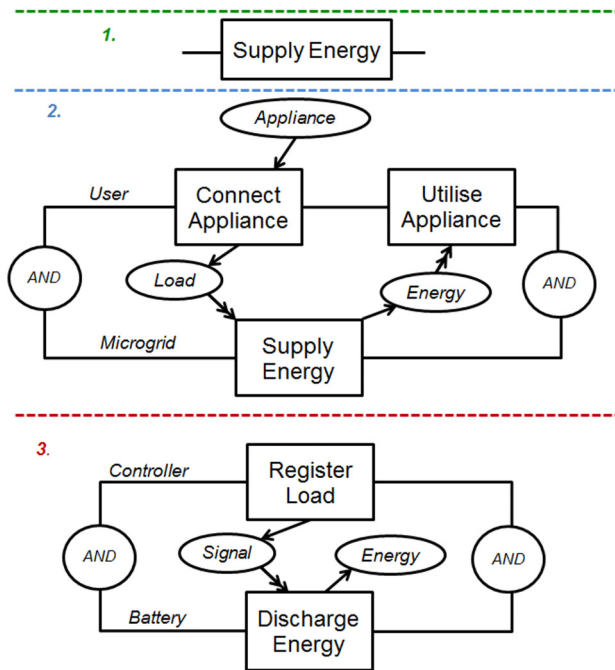 1.
Supply Energy
2.
Appliance
User
Connect
Appliance
Utilise
Appliance
AND
Load
Energy
AND
Microgrid
Supply
Energy
3.
Controller
Register
Load
AND
Signal
Energy
AND
Battery
Discharge
Energy